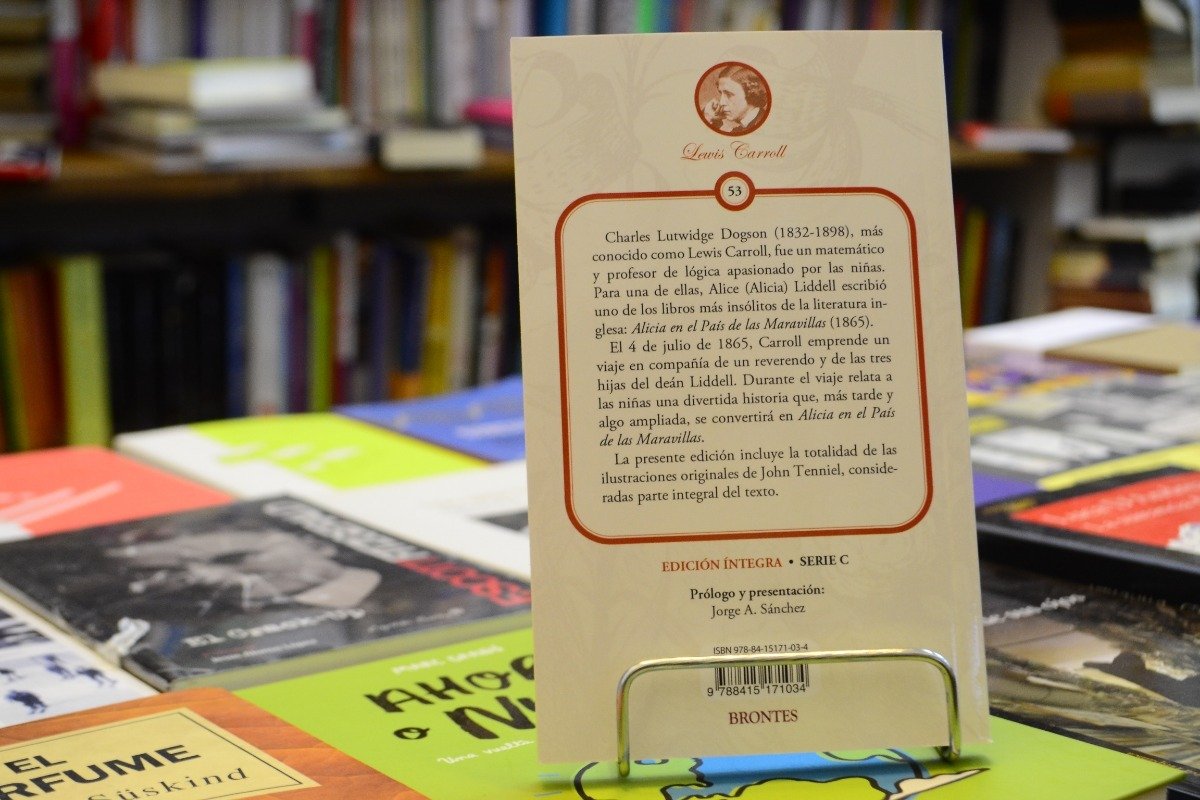 Lewis Carroll
53
Charles Lutwidge Dogson (1832-1898), más
conocido como Lewis Carroll, fue un matemático
y profesor de lógica apasionado por las niñas.
Para una de ellas, Alice (Alicia) Liddell escribió
uno de los libros más insólitos de la literatura in-
glesa: Alicia en el País de las Maravillas (1865).
El 4 de julio de 1865, Carroll emprende un
viaje en compañía de un reverendo y de las tres
hijas del deán Liddell. Durante el viaje relata a
las niñas una divertida historia que, más tarde y
algo ampliada, se convertirá en Alicia en el País
de las Maravillas.
La presente edición incluye la totalidad de las
ilustraciones originales de John Tenniel, conside-
radas parte integral del texto.
EDICIÓN ÍNTEGRA • SERIE C
Prólogo y presentación:
Jorge A. Sánchez
ISBN 978-84-15171-03-4
9 788415 171034
BRONTES
EL
RFUME
Süskind
AHOR
o N
Una vuelta
EL